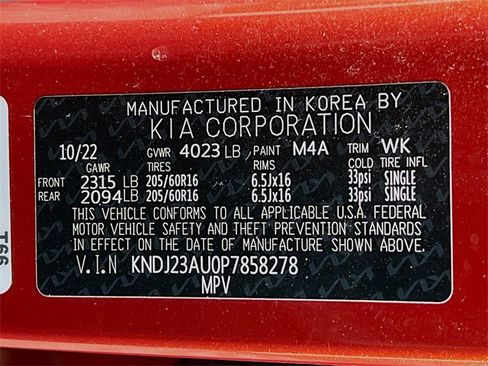 MANUFACTURED IN KOREA BY
KIA CORPORATION
10/22 GVWR 4023 LB PAINT M4A TRIM WK
GAWR TIRES RIMS COLD TIRE INFL
FRONT 2315 LB 205/60R16 6.5Jx16 33psi SINGLE
REAR 2094 LB 205/60R16 6.5Jx16 33psi SINGLE
THIS VEHICLE CONFORMS TO ALL APPLICABLE U.S.A. FEDERAL
MOTOR VEHICLE SAFETY AND THEFT PREVENTION STANDARDS
IN EFFECT ON THE DATE OF MANUFACTURE SHOWN ABOVE.
V.I.N KNDJ23AU0P7858278
MPV